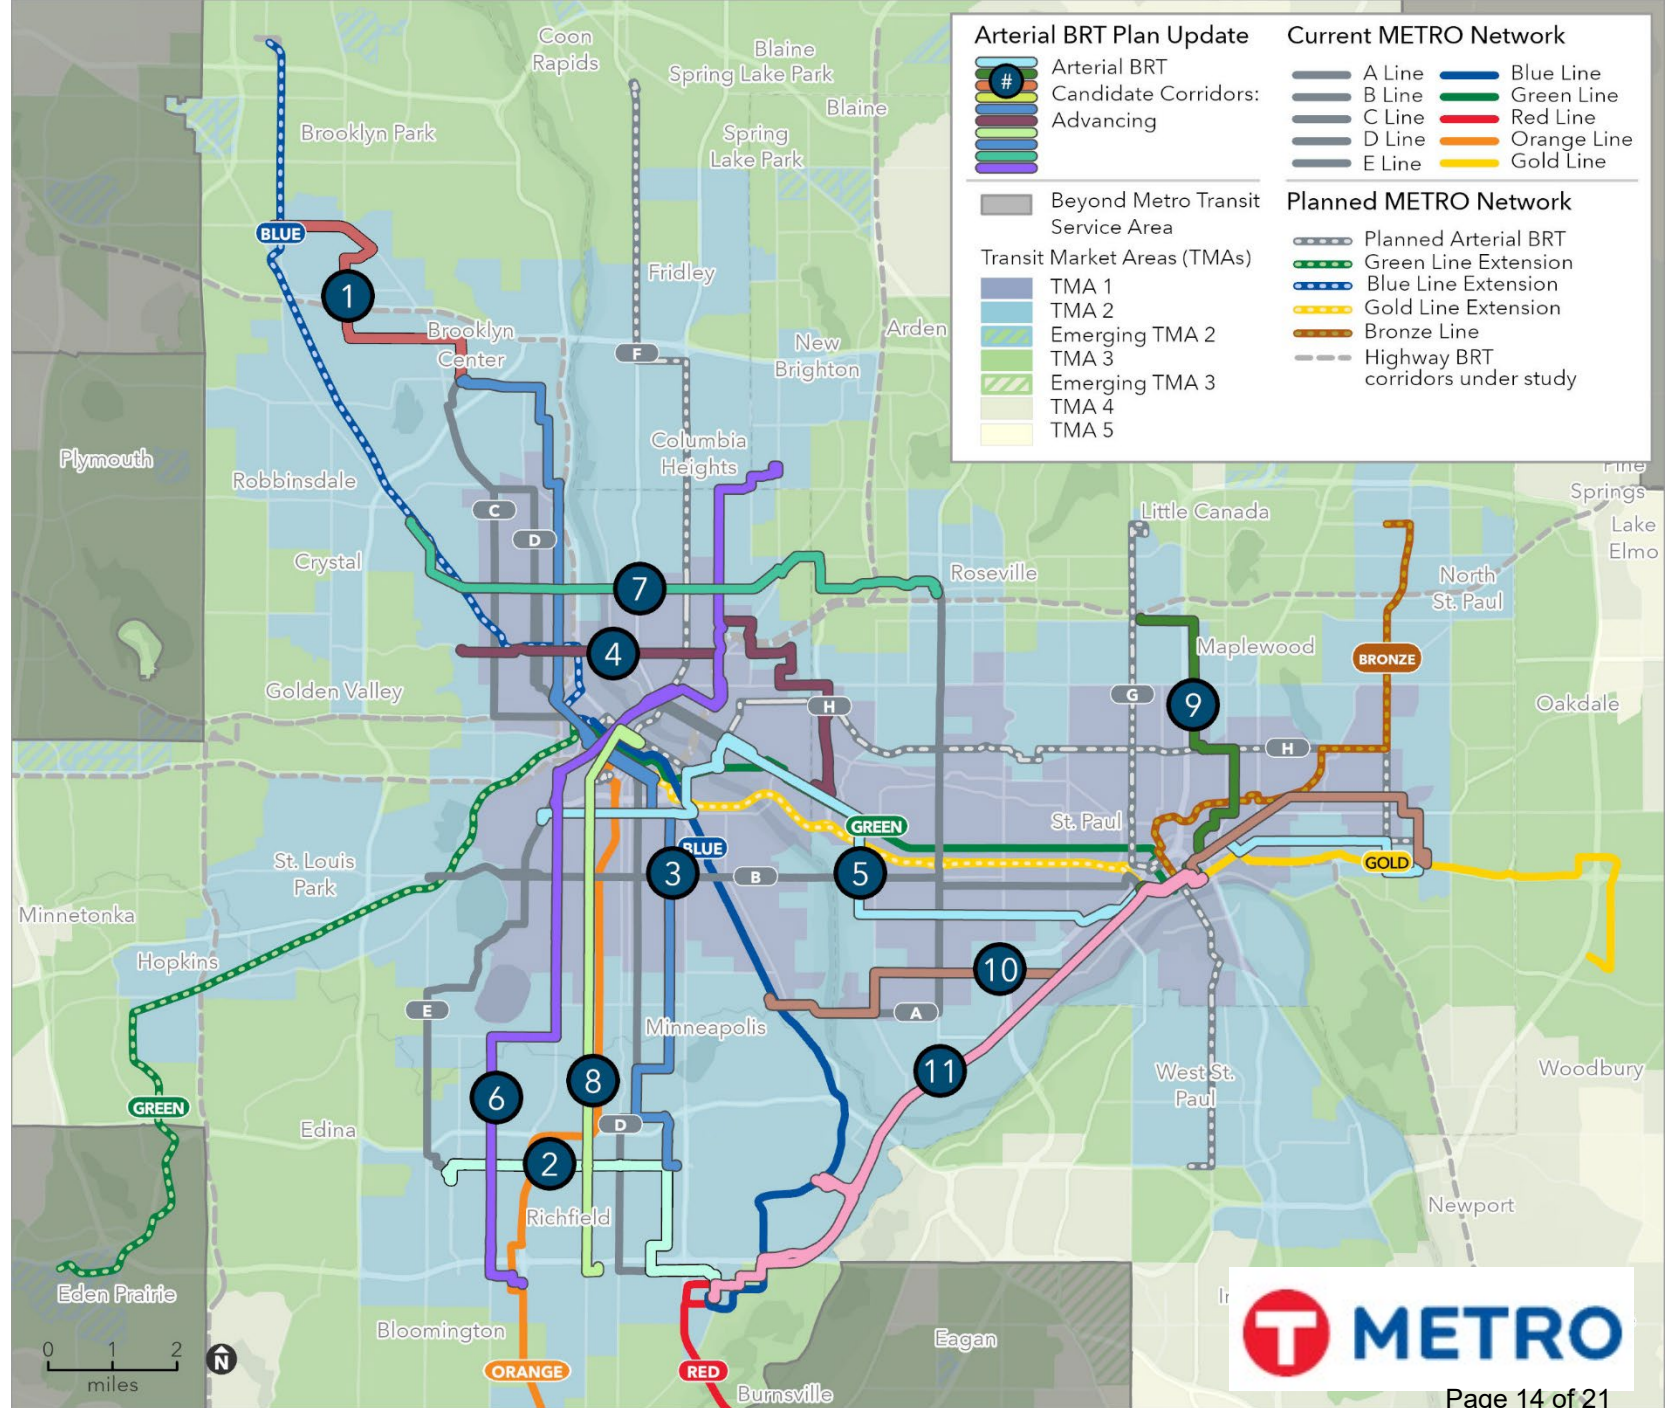 Arterial BRT Plan Update
#
Arterial BRT
Candidate Corridors:
Advancing
Beyond Metro Transit
Service Area
Transit Market Areas (TMAs)
TMA 1
TMA 2
Emerging TMA 2
TMA 3
Emerging TMA 3
TMA 4
TMA 5
Current METRO Network
A Line
B Line
C Line
D Line
E Line
Blue Line
Green Line
Red Line
Orange Line
Gold Line
Planned METRO Network
Planned Arterial BRT
Green Line Extension
Blue Line Extension
Gold Line Extension
Bronze Line
Highway BRT
corridors under study
Coon
Rapids
Blaine
Spring Lake Park
Blaine
Brooklyn Park
Spring
Lake Park
BLUE
Fridley
1
Brooklyn
Center
F
Arden
New
Brighton
Plymouth
Columbia
Heights
Robbinsdale
Pine
Springs
Lake
Elmo
C
D
Little Canada
Crystal
7
Roseville
North
St. Paul
4
Maplewood
BRONZE
Golden Valley
G
H
9
Oakdale
H
St. Paul
GREEN
BLUE
St. Louis
Park
3
B
5
GOLD
Minnetonka
Hopkins
10
E
A
Minneapolis
11
West St.
Paul
Woodbury
6
8
GREEN
Edina
D
2
Richfield
Newport
Eden Prairie
Bloomington
Eagan
0 1 2
miles
N
ORANGE
RED
Burnsville
T METRO
Page 14 of 21